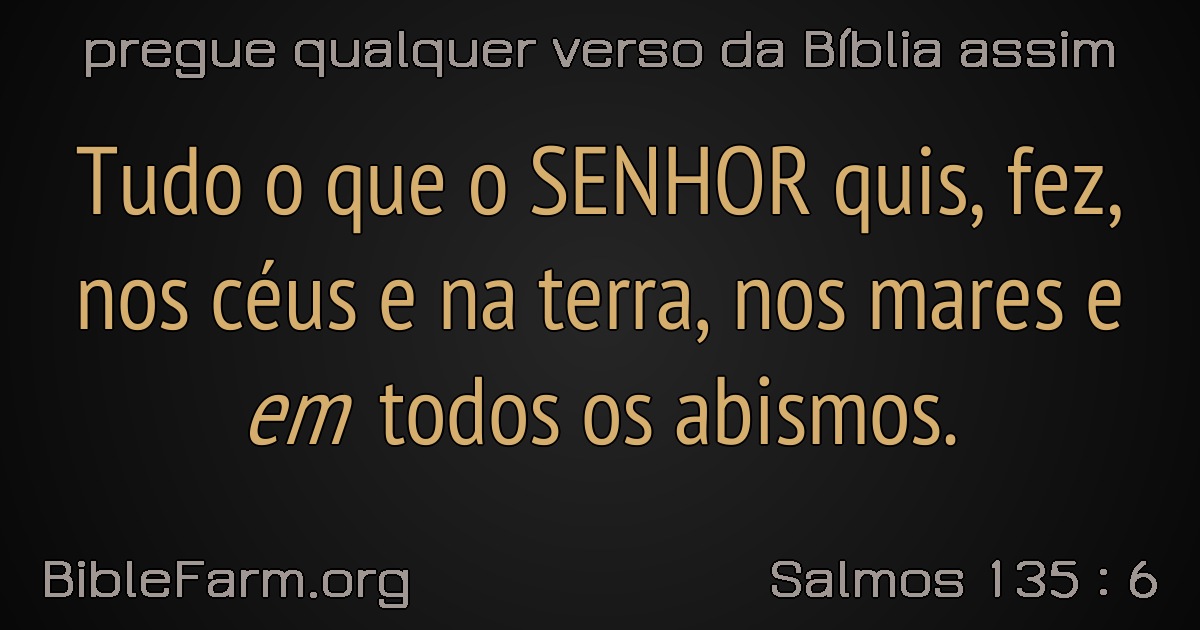 pregue qualquer verso da Bíblia assim
Tudo o que o SENHOR quis, fez,
nos céus e na terra, nos mares e
em todos os abismos.
BibleFarm.org
Salmos 135 : 6